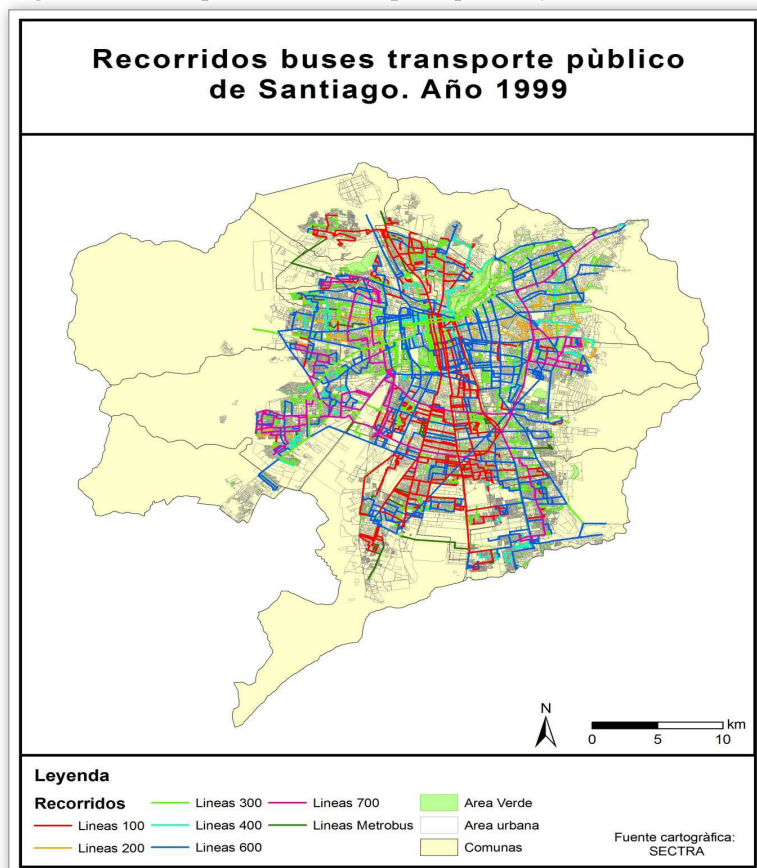 Recorridos buses transporte pùblico
de Santiago. Año 1999
N
km
0 5 10
Leyenda
Recorridos
Lineas 100
Lineas 200
Lineas 300
Lineas 400
Lineas 600
Lineas 700
Lineas Metrobus
Area Verde
Area urbana
Comunas
Fuente cartogràfica:
SECTRA